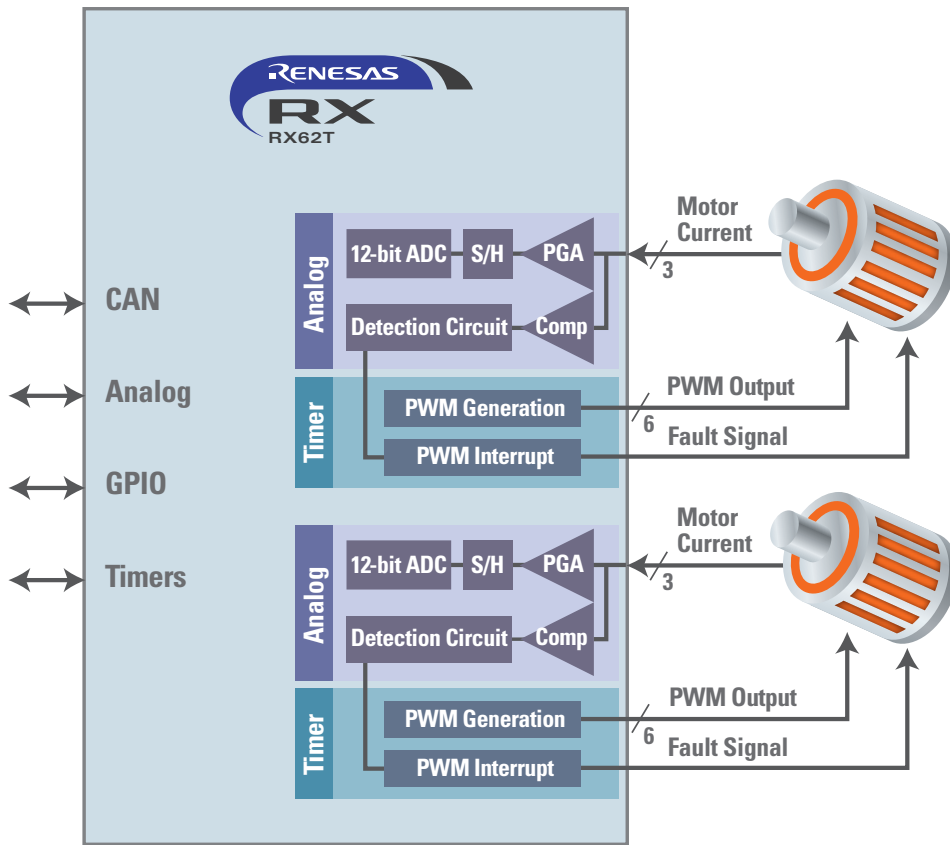 RENESAS
RX
RX62T
CAN
Analog
GPIO
Timers
Analog
12-bit ADC
S/H
PGA
Detection Circuit
Comp
Timer
PWM Generation
PWM Interrupt
Motor
Current
3
PWM Output
6
Fault Signal
Analog
12-bit ADC
S/H
PGA
Detection Circuit
Comp
Timer
PWM Generation
PWM Interrupt
Motor
Current
3
PWM Output
6
Fault Signal